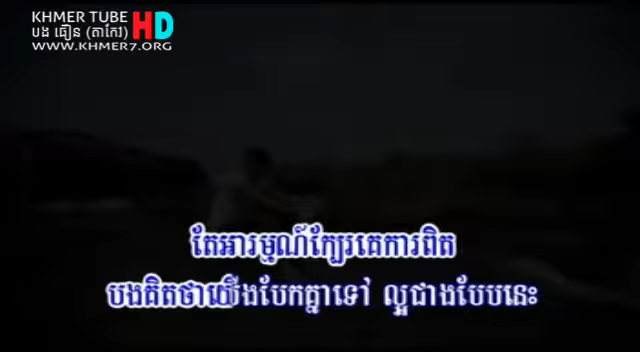 KHMER TUBE HD
បង ធឿន (តាកែវ)
WWW.KHMER7.ORG
តែអារម្មណ៍ក្បែរគេការពិត
បងគិតថាយើងបែកគ្នាទៅ ល្អជាងបែបនេះ